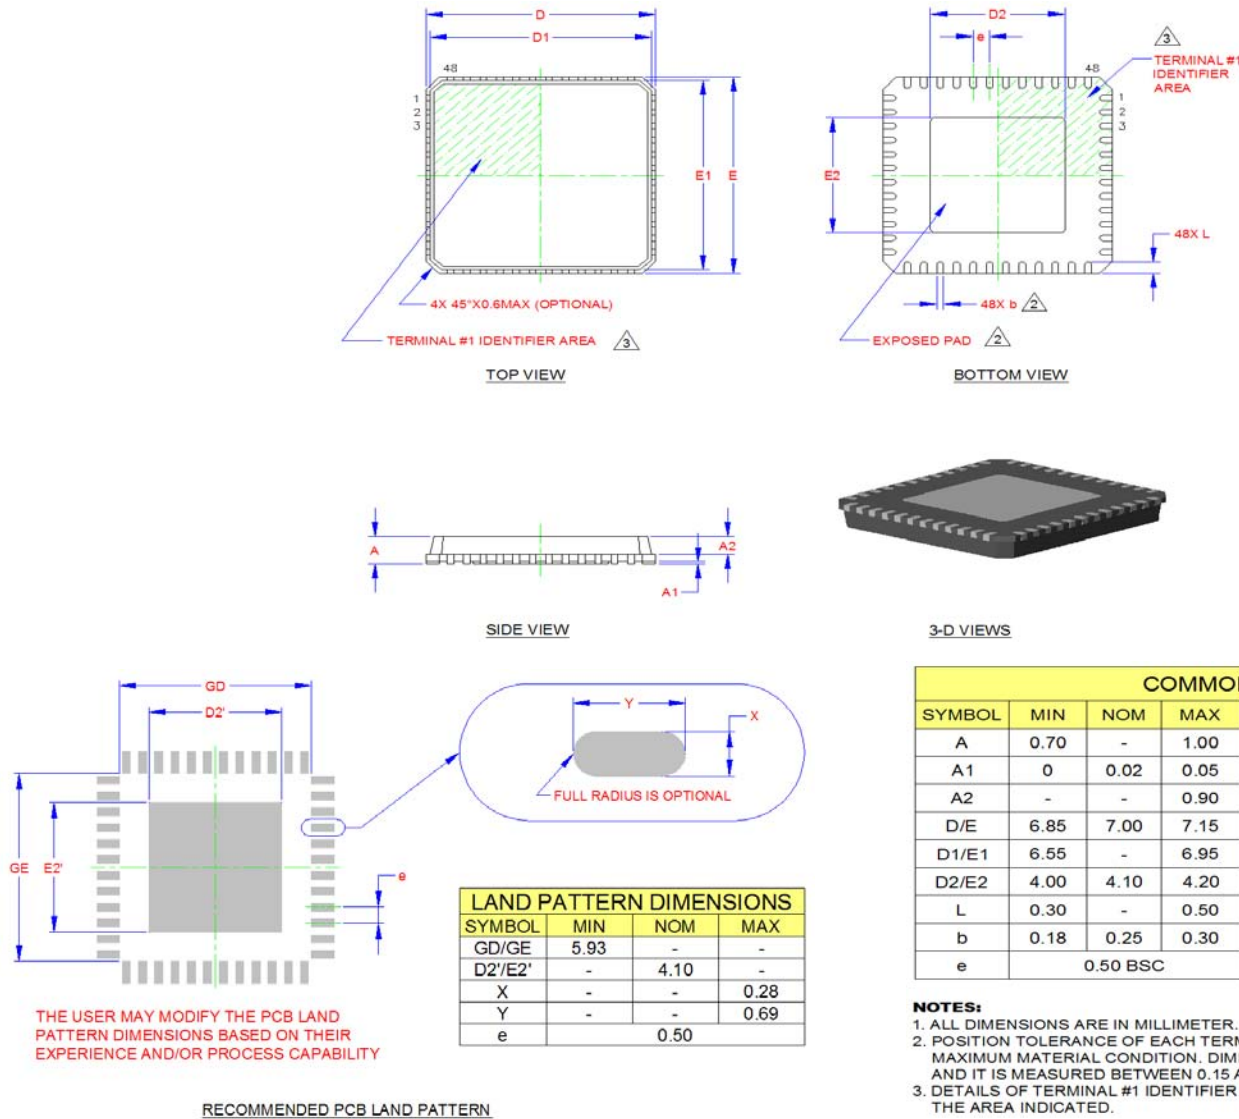 D
D1
48
1
2
3
E1
E
4X 45°X0.6MAX (OPTIONAL)
TERMINAL #1 IDENTIFIER AREA 3
TOP VIEW
D2
e
3
TERMINAL #1
IDENTIFIER
AREA
48
1
2
3
E2
48X L
48X b 2
EXPOSED PAD 2
BOTTOM VIEW
A
A2
A1
SIDE VIEW
3-D VIEWS
GD
D2'
GE
E2'
e
Y
X
FULL RADIUS IS OPTIONAL
THE USER MAY MODIFY THE PCB LAND
PATTERN DIMENSIONS BASED ON THEIR
EXPERIENCE AND/OR PROCESS CAPABILITY
RECOMMENDED PCB LAND PATTERN
LAND PATTERN DIMENSIONS
SYMBOL MIN NOM MAX
GD/GE 5.93 - -
D2'/E2' - 4.10 -
X - - 0.28
Y - - 0.69
e 0.50
SYMBOL MIN NOM MAX
A 0.70 - 1.00
A1 0 0.02 0.05
A2 - - 0.90
D/E 6.85 7.00 7.15
D1/E1 6.55 - 6.95
D2/E2 4.00 4.10 4.20
L 0.30 - 0.50
b 0.18 0.25 0.30
e 0.50 BSC
NOTES:
1. ALL DIMENSIONS ARE IN MILLIMETER.
2. POSITION TOLERANCE OF EACH
MAXIMUM MATERIAL CONDITION.
AND IT IS MEASURED BETWEEN 0.15
3. DETAILS OF TERMINAL #1 IDENTIFIER
THE AREA INDICATED.